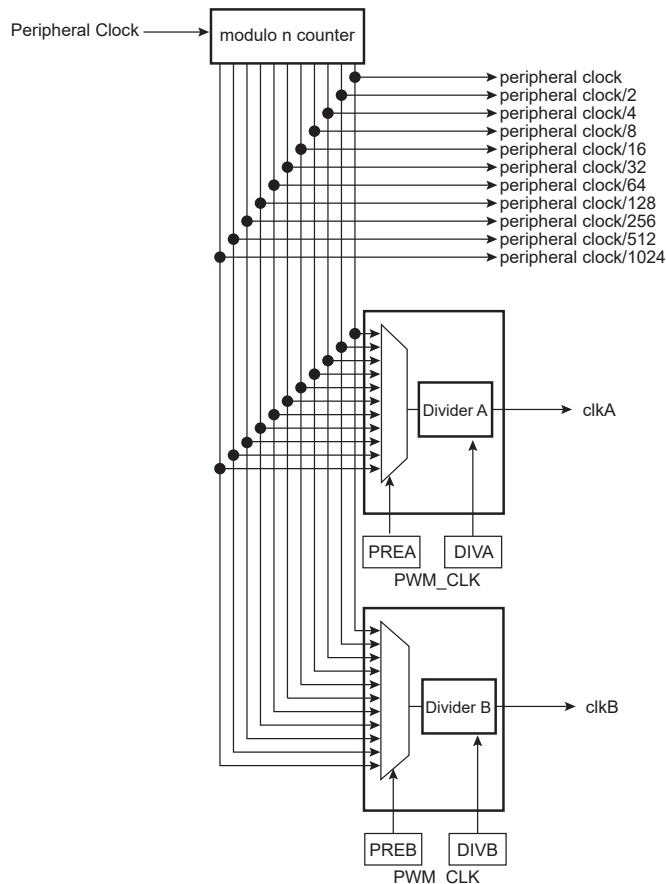 Peripheral Clock
modulo n counter
peripheral clock
peripheral clock/2
peripheral clock/4
peripheral clock/8
peripheral clock/16
peripheral clock/32
peripheral clock/64
peripheral clock/128
peripheral clock/256
peripheral clock/512
peripheral clock/1024
Divider A
clkA
PREA
DIVA
PWM_CLK
Divider B
clkB
PREB
DIVB
PWM_CLK